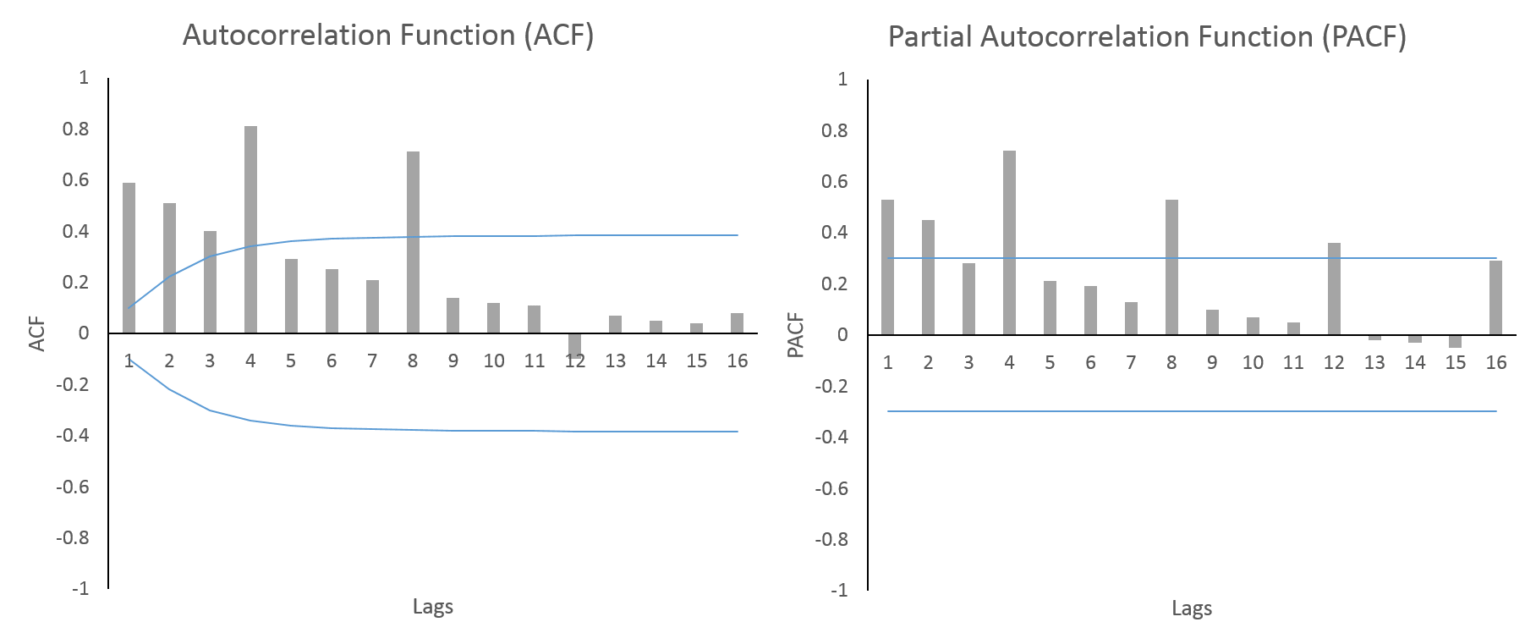 Autocorrelation Function (ACF)
1
0.8
0.6
0.4
0.2
0
-0.2
-0.4
-0.6
-0.8
-1
ACF
1 2 3 4 5 6 7 8 9 10 11 12 13 14 15 16
Lags
Partial Autocorrelation Function (PACF)
1
0.8
0.6
0.4
0.2
0
-0.2
-0.4
-0.6
-0.8
-1
PACF
1 2 3 4 5 6 7 8 9 10 11 12 13 14 15 16
Lags